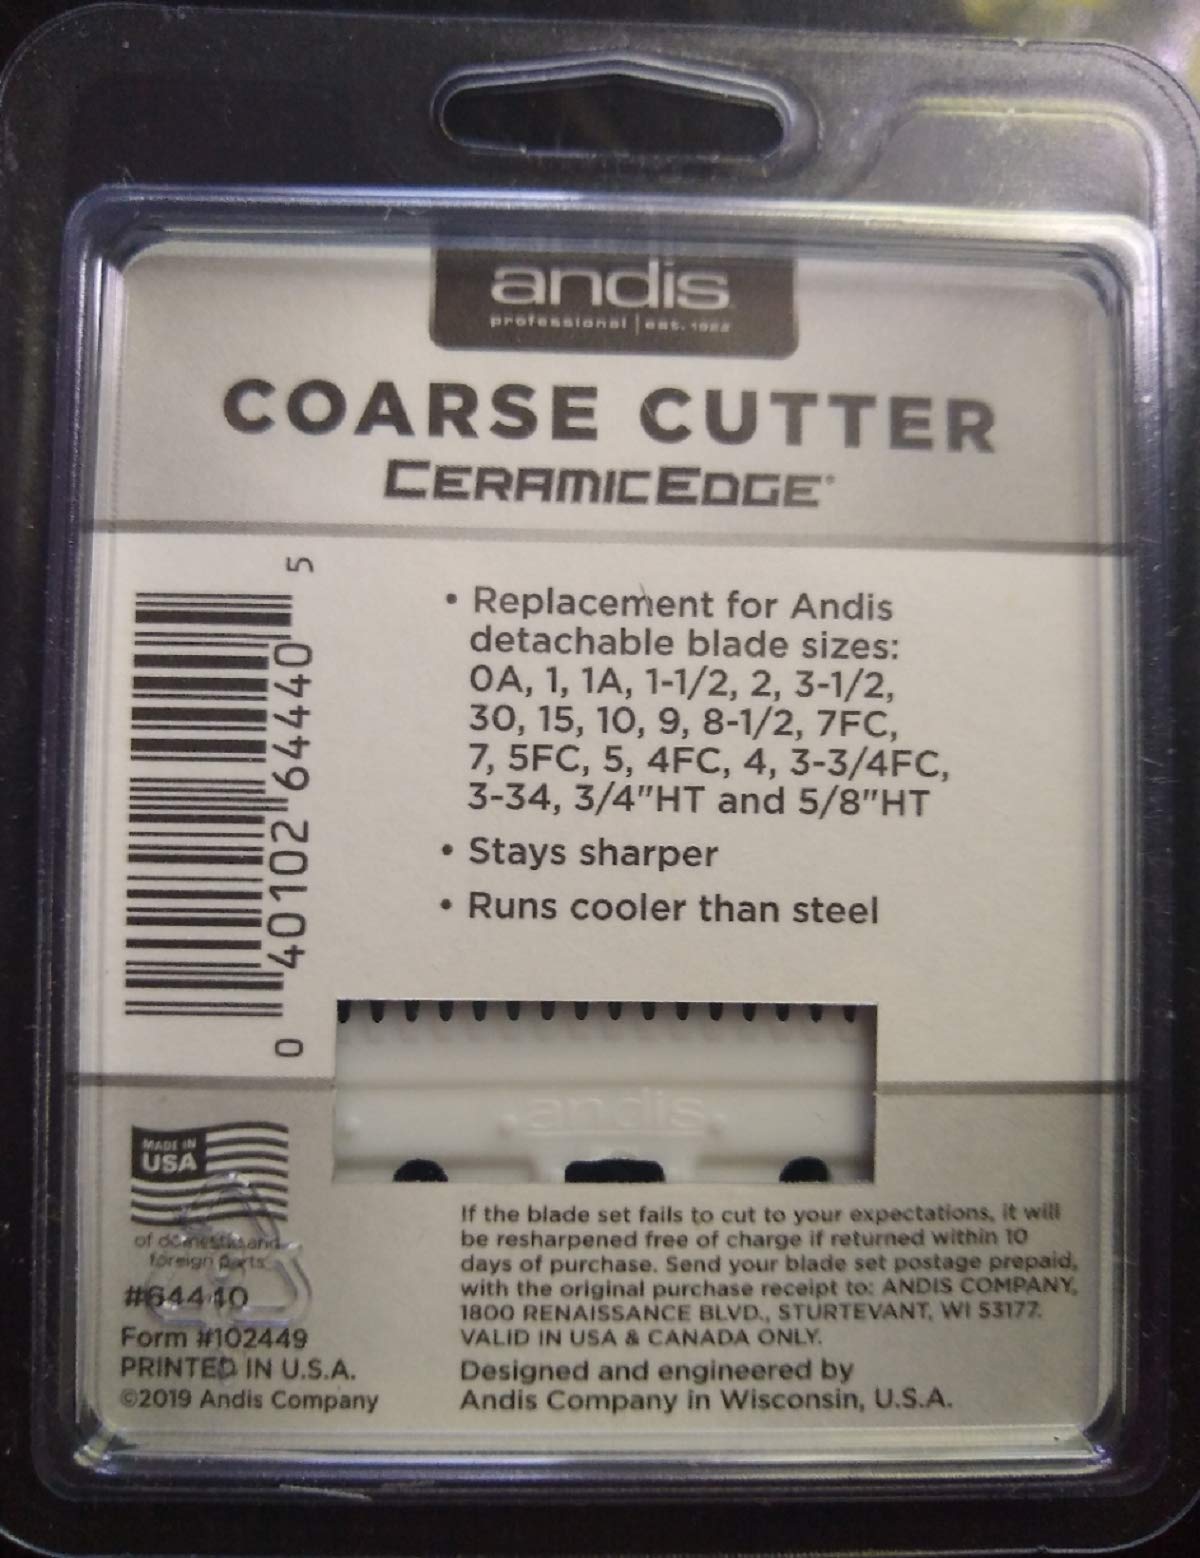 andis
professional | est. 1922
COARSE CUTTER
CERAMICEDGE®
• Replacement for Andis
detachable blade sizes:
0A, 1, 1A, 1-1/2, 2, 3-1/2,
30, 15, 10, 9, 8-1/2, 7FC,
7, 5FC, 5, 4FC, 4, 3-3/4FC,
3-34, 3/4"HT and 5/8"HT
• Stays sharper
• Runs cooler than steel
0 40102 64440 5
andis
MADE IN
USA
of domestic and
foreign parts
#64440
Form #102449
PRINTED IN U.S.A.
©2019 Andis Company
If the blade set fails to cut to your expectations, it will
be resharpened free of charge if returned within 10
days of purchase. Send your blade set postage prepaid,
with the original purchase receipt to: ANDIS COMPANY,
1800 RENAISSANCE BLVD., STURTEVANT, WI 53177.
VALID IN USA & CANADA ONLY.
Designed and engineered by
Andis Company in Wisconsin, U.S.A.